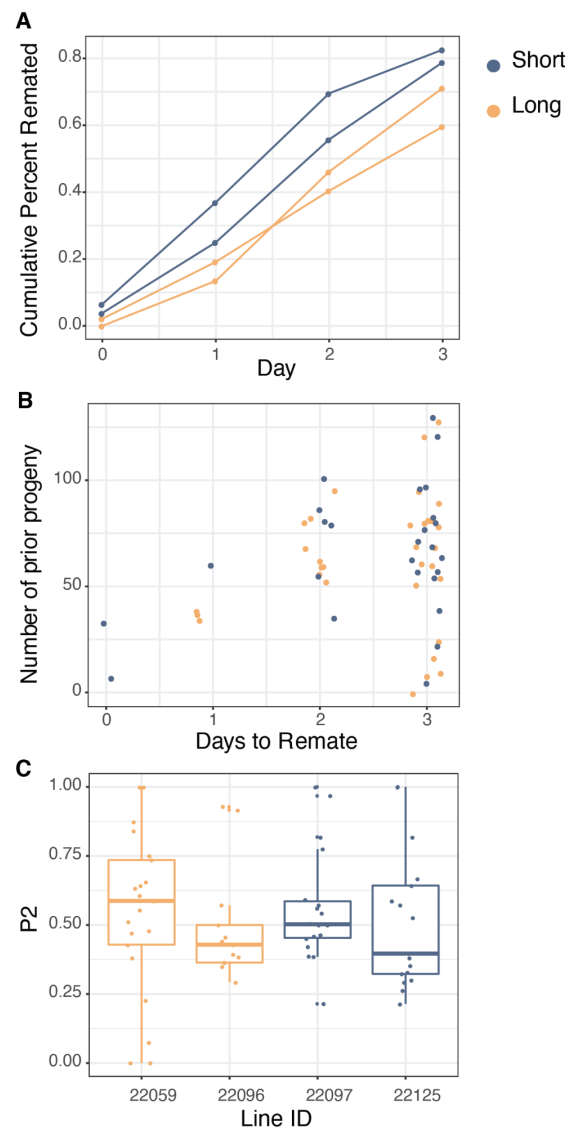 A
Cumulative Percent Remated
0.8
0.6
0.4
0.2
0.0
0 1 2 3
Day
Short
Long
B
Number of prior progeny
100
50
0
0 1 2 3
Days to Remate
C
P2
1.00
0.75
0.50
0.25
0.00
22059 22096 22097 22125
Line ID